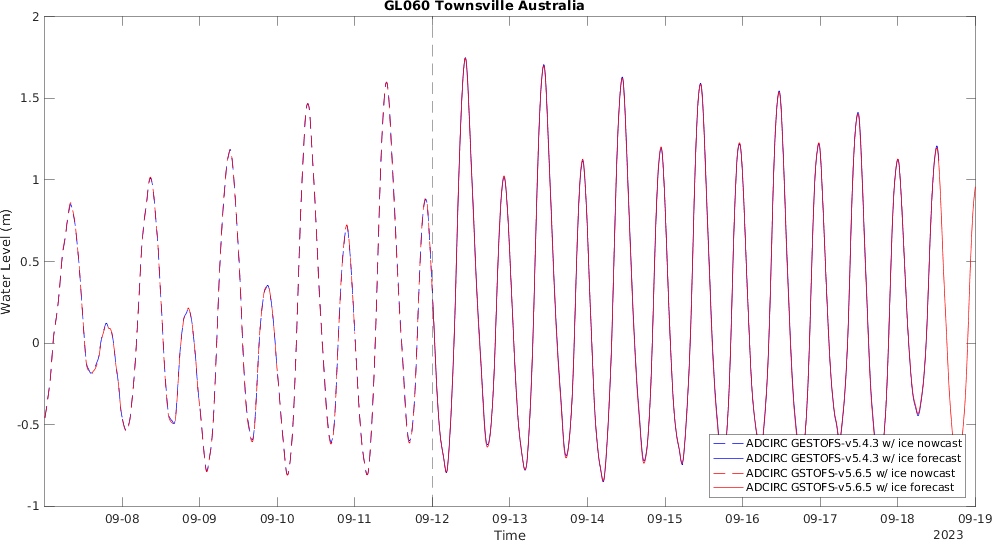 GL060 Townsville Australia
2
1.5
1
0.5
0
-0.5
-1
Water Level (m)
ADCIRC GESTOFS-v5.4.3 w/ ice nowcast
ADCIRC GESTOFS-v5.4.3 w/ ice forecast
ADCIRC GSTOFS-v5.6.5 w/ ice nowcast
ADCIRC GSTOFS-v5.6.5 w/ ice forecast
09-08 09-09 09-10 09-11 09-12 09-13 09-14 09-15 09-16 09-17 09-18 09-19
Time
2023